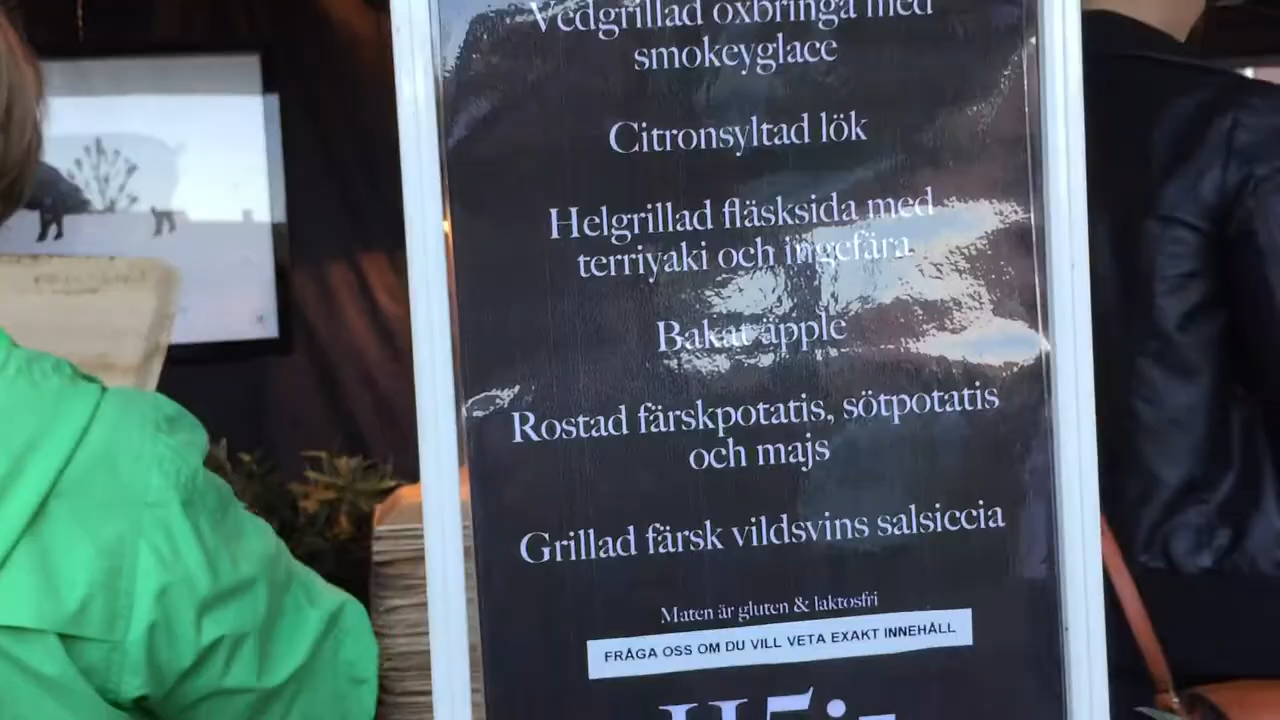 Vedgrillad oxbringa med
smokeyglace
Citronsyltad lök
Helgrillad fläsksida med
terriyaki och ingefära
Bakat äpple
Rostad färskpotatis, sötpotatis
och majs
Grillad färsk vildsvins salsiccia
Maten är gluten & laktosfri
FRÅGA OSS OM DU VILL VETA EXAKT INNEHÅLL